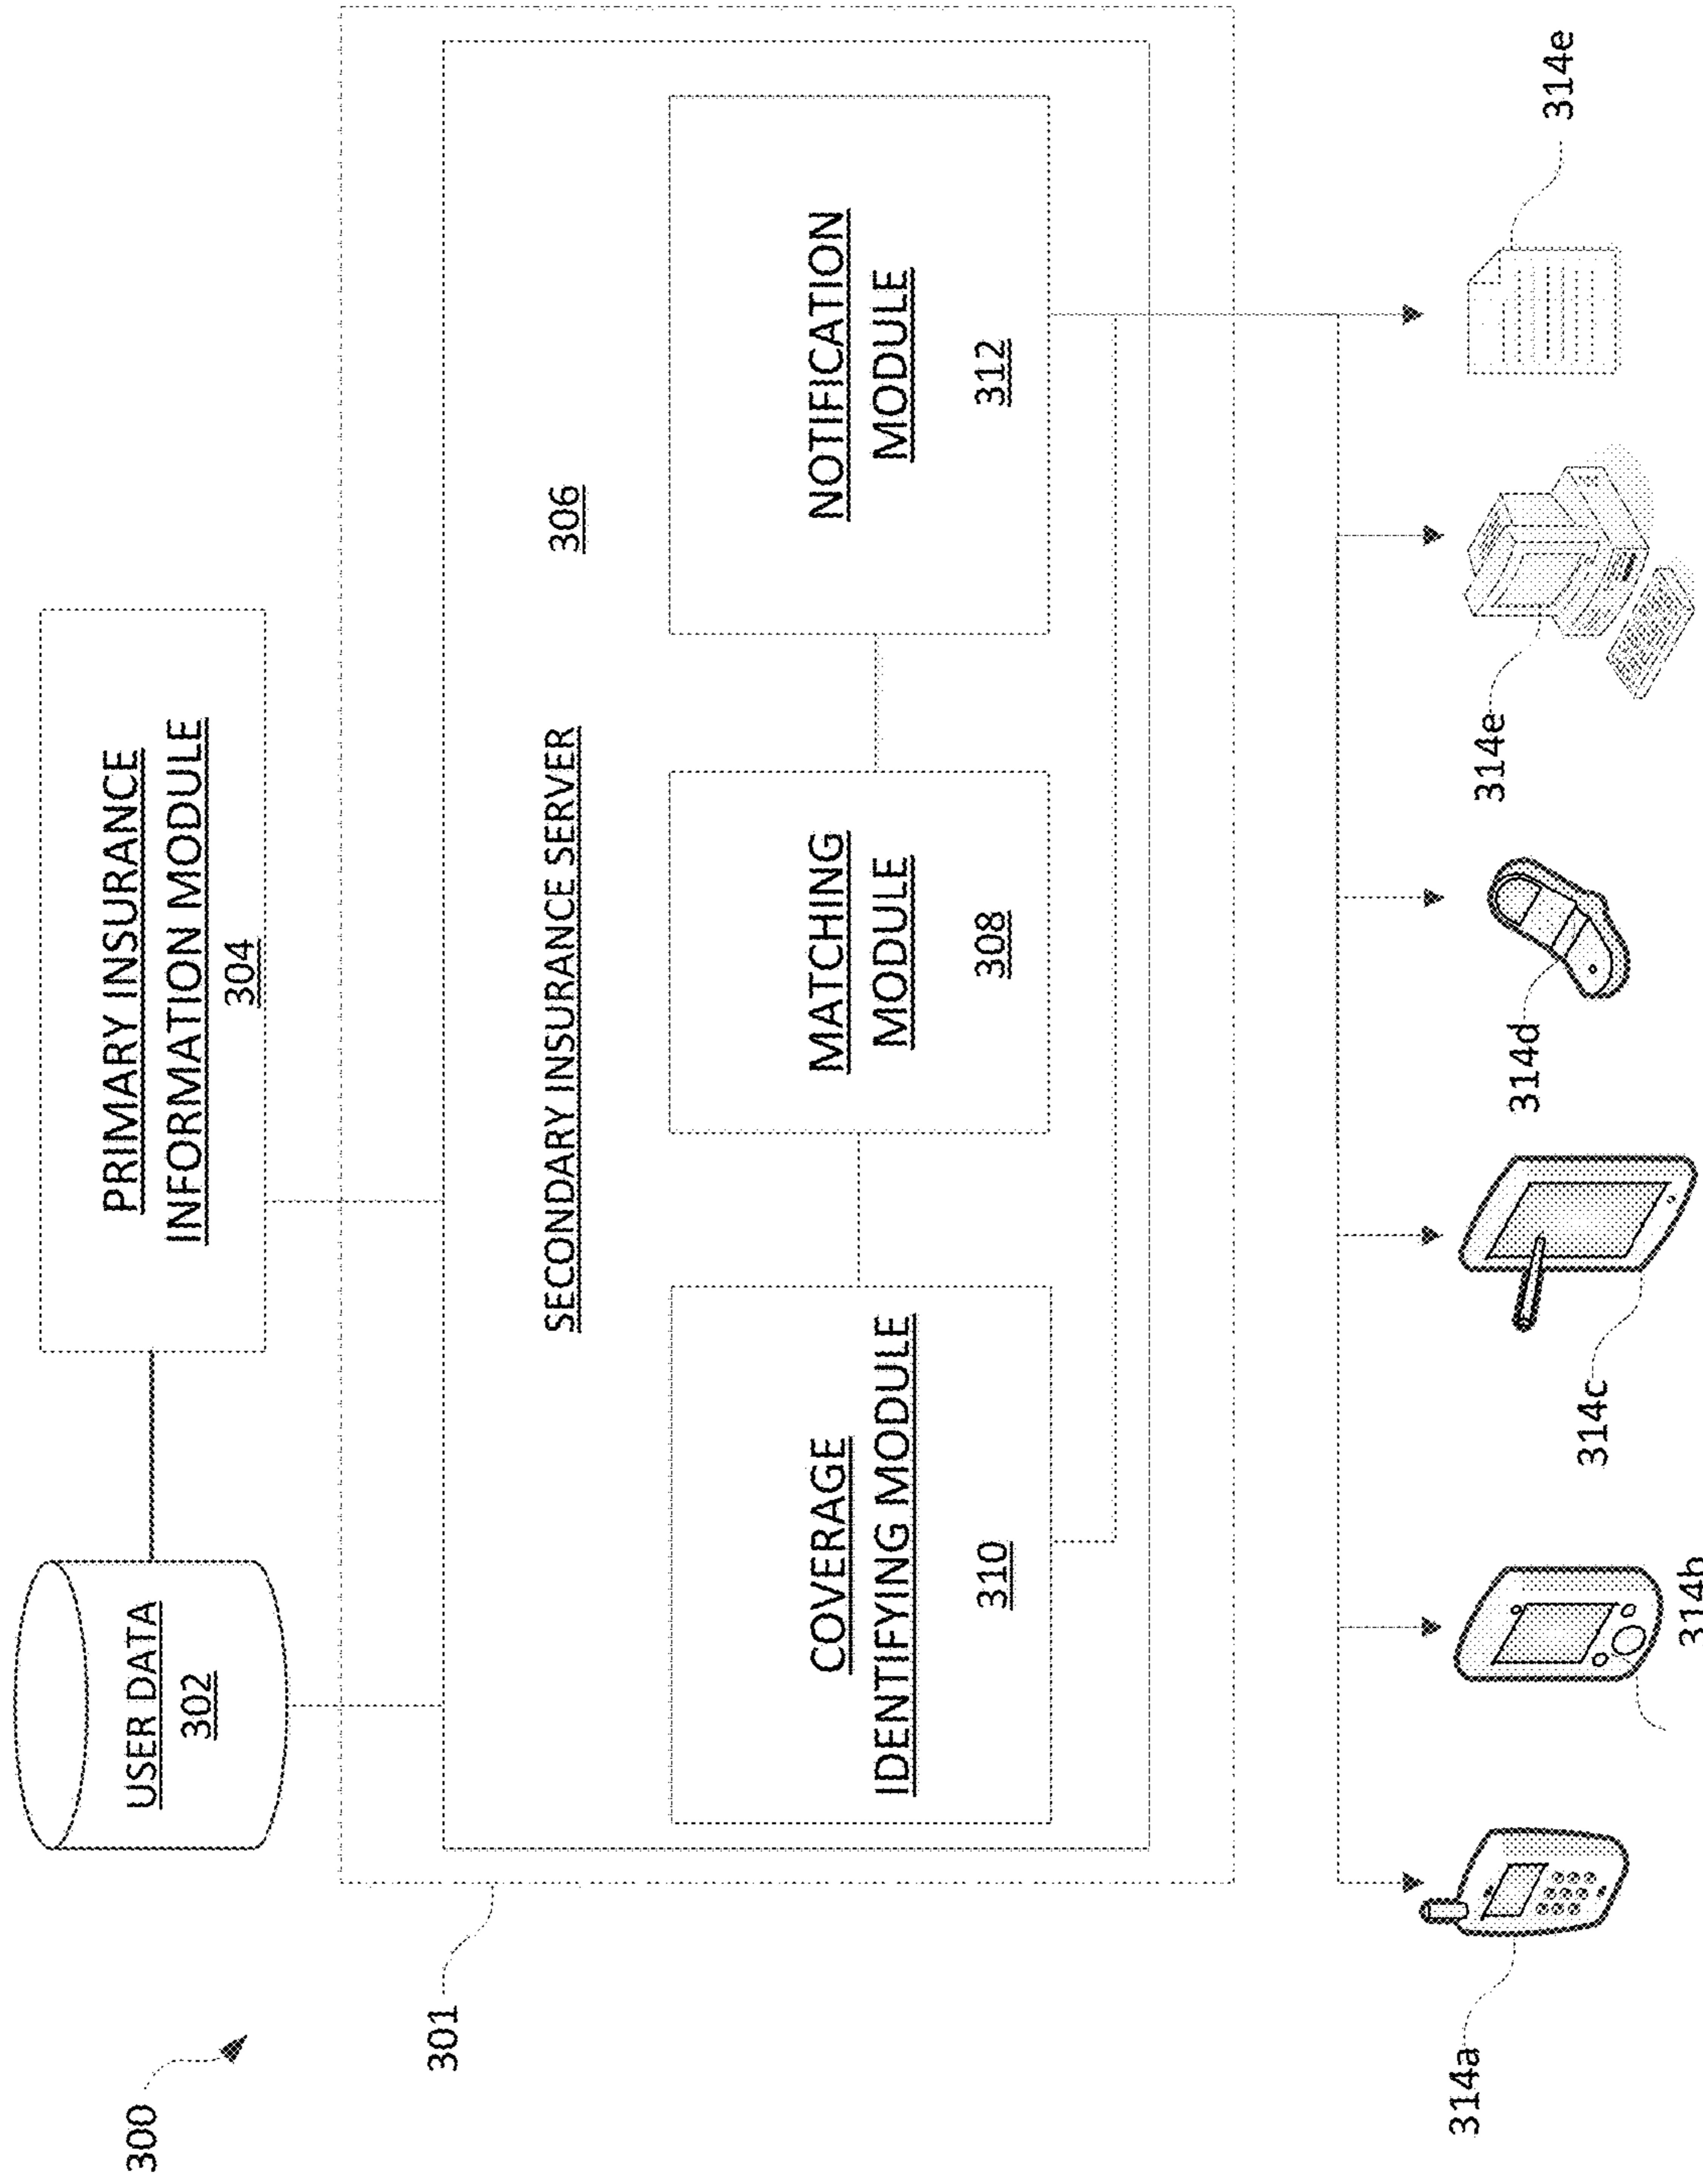 300
USER DATA
302
PRIMARY INSURANCE
INFORMATION MODULE
304
301
SECONDARY INSURANCE SERVER
306
COVERAGE
IDENTIFYING MODULE
310
MATCHING
MODULE
308
NOTIFICATION
MODULE
312
314a
314b
314c
314d
314e
314e